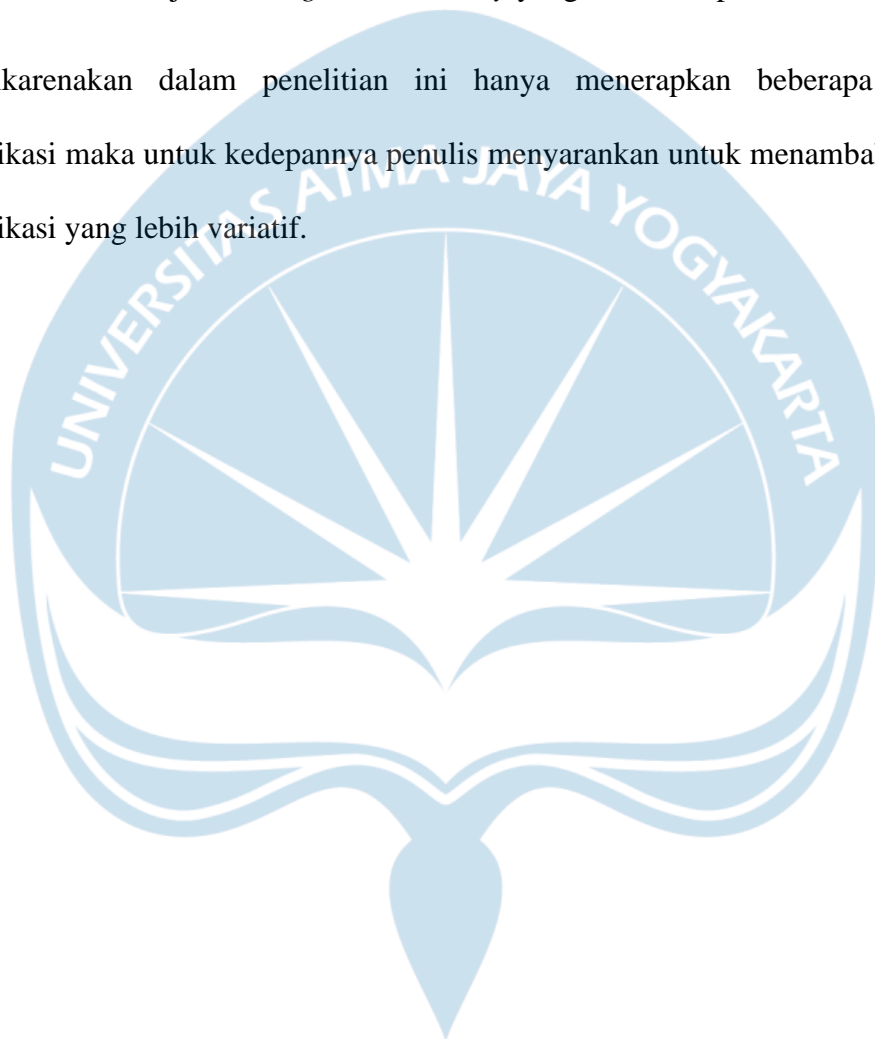 karenakan dalam penelitian ini hanya menerapkan beberapa
ikasi maka untuk kedepannya penulis menyarankan untuk menambal
ikasi yang lebih variatif.
UNIVERSITAS ATMA JAYA YOGYAKARTA